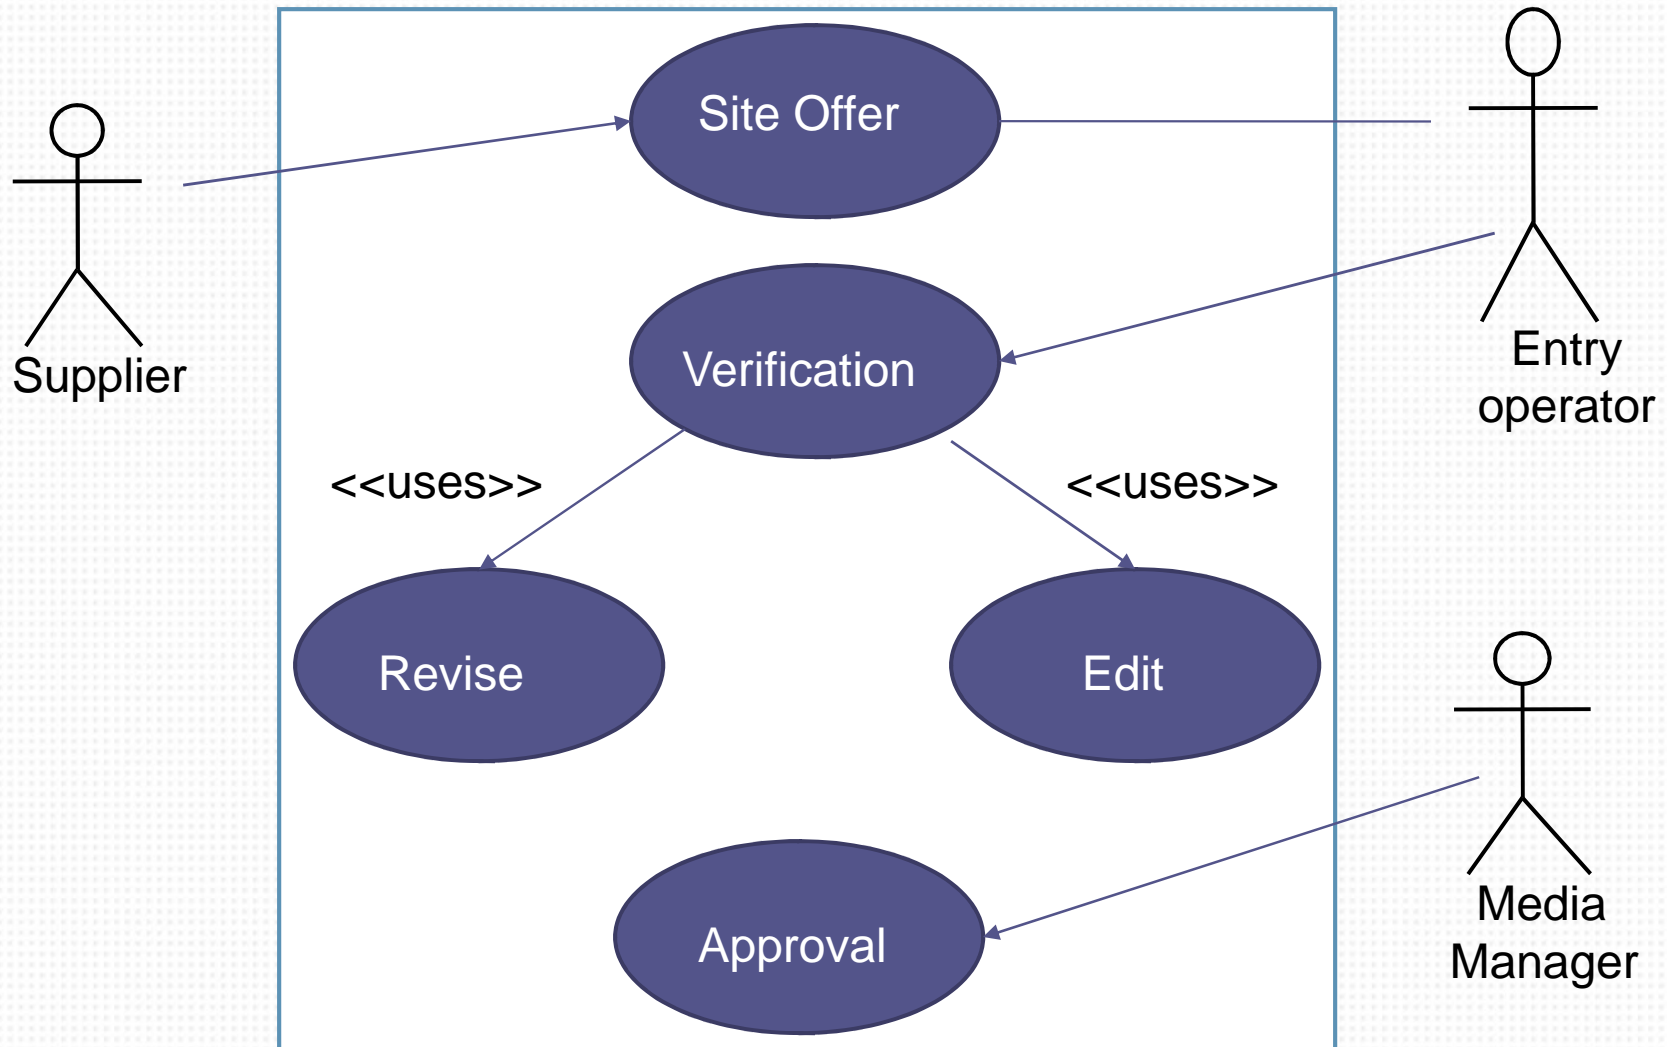 Site Offer
Supplier
Verification
Entry
operator
<<uses>>
<<uses>>
Revise
Edit
Approval
Media
Manager